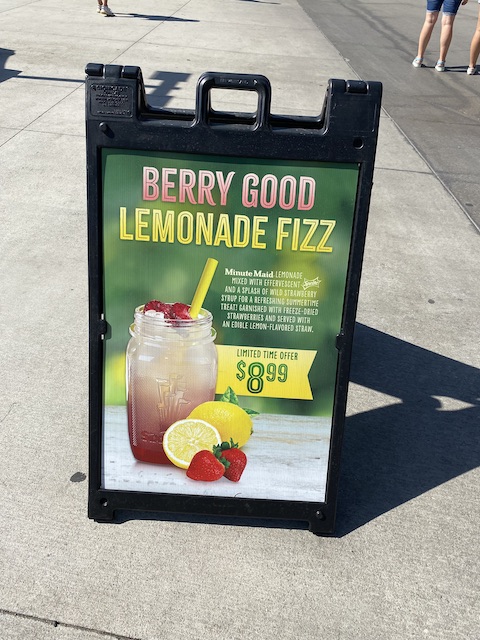 BERRY GOOD
LEMONADE FIZZ
Minute Maid LEMONADE
MIXED WITH EFFERVESCENT Sprite
AND A SPLASH OF WILD STRAWBERRY
SYRUP FOR A REFRESHING SUMMERTIME
TREAT! GARNISHED WITH FREEZE-DRIED
STRAWBERRIES AND SERVED WITH
AN EDIBLE LEMON-FLAVORED STRAW.
LIMITED TIME OFFER
$8.99